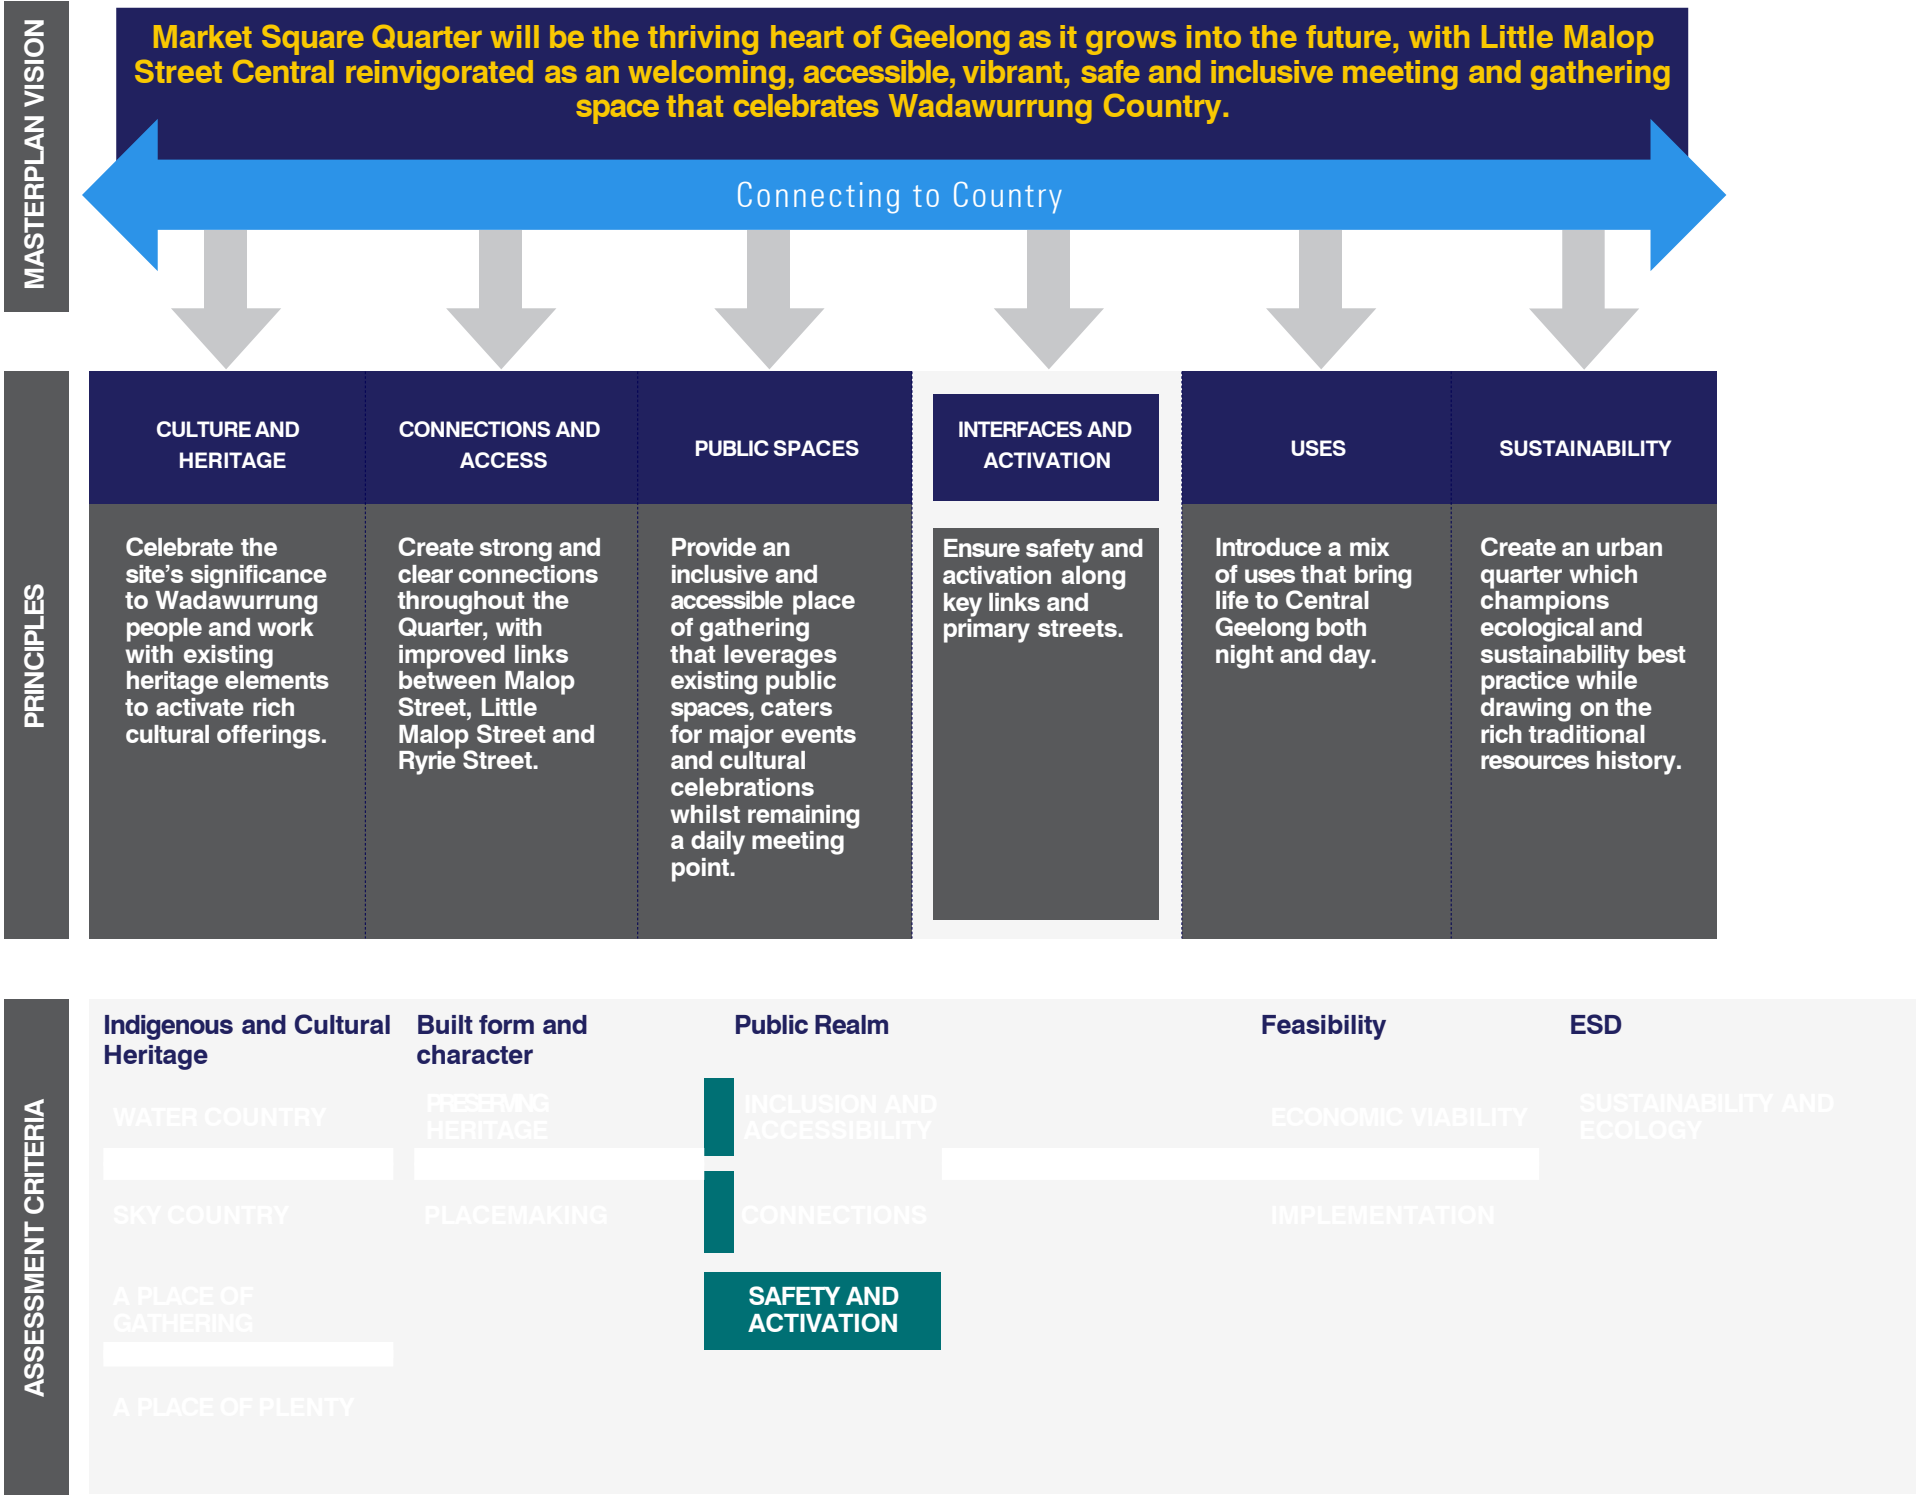 MASTERPLAN VISION
Market Square Quarter will be the thriving heart of Geelong as it grows into the future, with Little Malop
Street Central reinvigorated as an welcoming, accessible, vibrant, safe and inclusive meeting and gathering
space that celebrates Wadawurrung Country.
Connecting to Country
PRINCIPLES
CULTURE AND
HERITAGE
Celebrate the
site’s significance
to Wadawurrung
people and work
with existing
heritage elements
to activate rich
cultural offerings.
CONNECTIONS AND
ACCESS
Create strong and
clear connections
throughout the
Quarter, with
improved links
between Malop
Street, Little
Malop Street and
Ryrie Street.
PUBLIC SPACES
Provide an
inclusive and
accessible place
of gathering
that leverages
existing public
spaces, caters
for major events
and cultural
celebrations
whilst remaining
a daily meeting
point.
INTERFACES AND
ACTIVATION
Ensure safety and
activation along
key links and
primary streets.
USES
Introduce a mix
of uses that bring
life to Central
Geelong both
night and day.
SUSTAINABILITY
Create an urban
quarter which
champions
ecological and
sustainability best
practice while
drawing on the
rich traditional
resources history.
ASSESSMENT CRITERIA
Indigenous and Cultural
Heritage
WATER COUNTRY
SKY COUNTRY
A PLACE OF
GATHERING
A PLACE OF PLENTY
Built form and
character
PRESERVING
HERITAGE
PLACEMAKING
Public Realm
INCLUSION AND
ACCESSIBILITY
CONNECTIONS
SAFETY AND
ACTIVATION
Feasibility
ECONOMIC VIABILITY
IMPLEMENTATION
ESD
SUSTAINABILITY AND
ECOLOGY